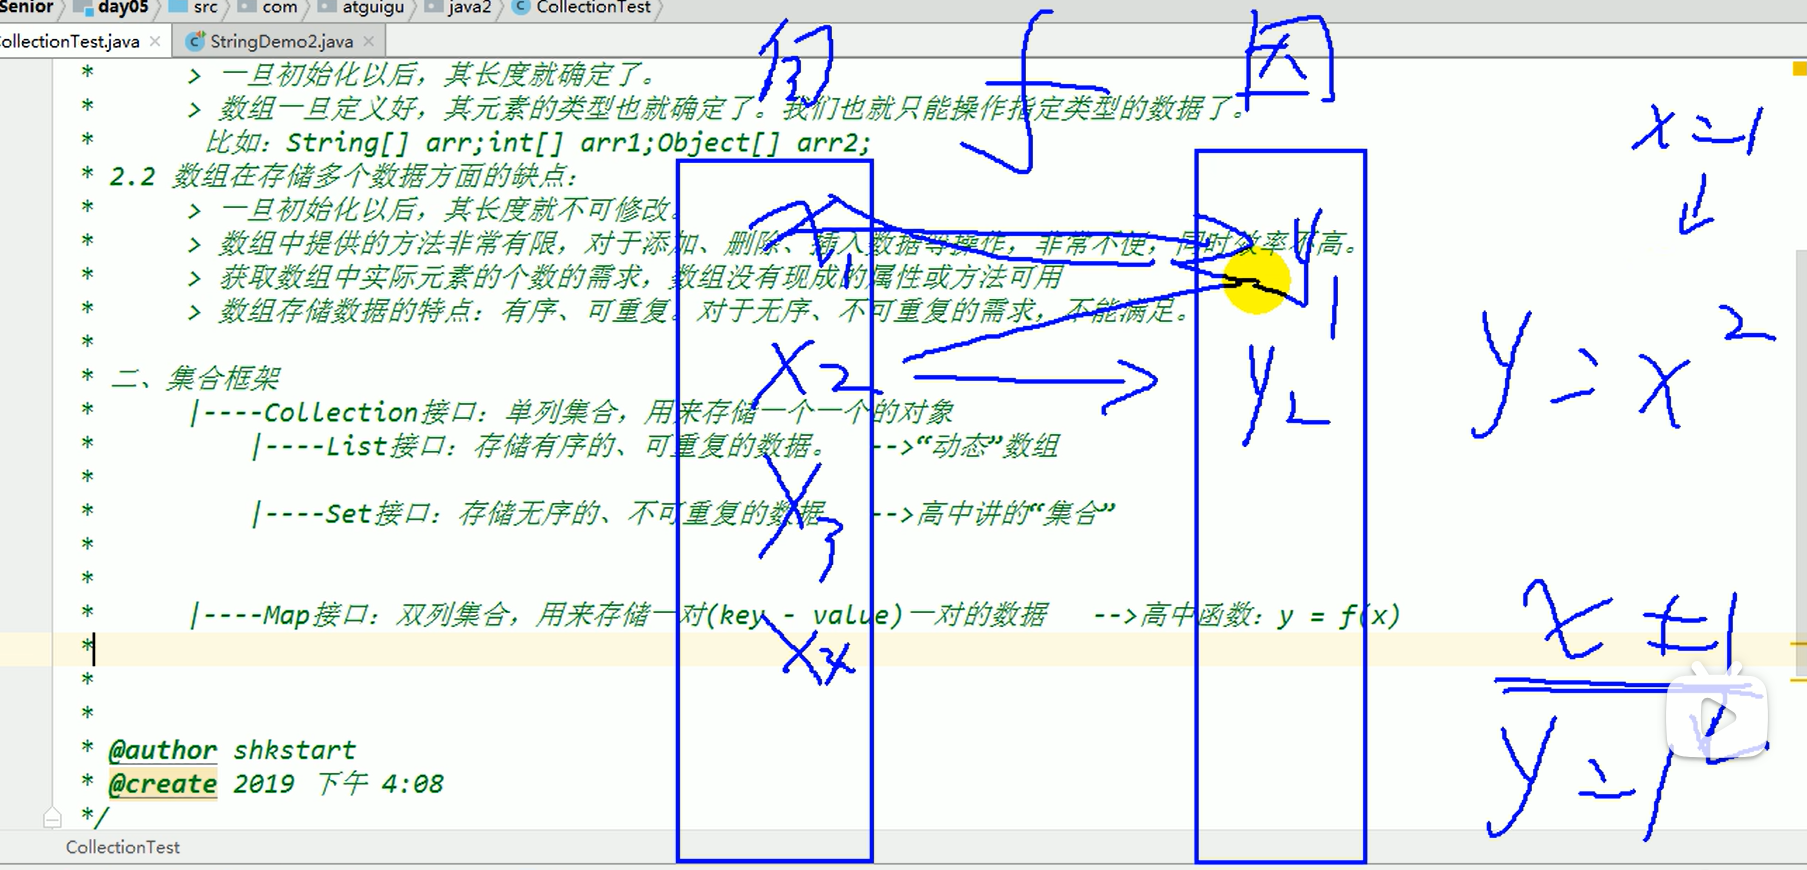 Senior day05 src com atguigu java2 CollectionTest
ollectionTest.java × StringDemo2.java ×
* > 一旦初始化以后，其长度就确定了。
* > 数组一旦定义好，其元素的类型也就确定了。我们也就只能操作指定类型的数据了。
* 比如：String[] arr;int[] arr1;Object[] arr2;
* 2.2 数组在存储多个数据方面的缺点：
* > 一旦初始化以后，其长度就不可修改。
* > 数组中提供的方法非常有限，对于添加、删除、插入数据等操作，非常不便，同时效率不高。
* > 获取数组中实际元素的个数的需求，数组没有现成的属性或方法可用
* > 数组存储数据的特点：有序、可重复。对于无序、不可重复的需求，不能满足。
*
* 二、集合框架
* |----Collection接口：单列集合，用来存储一个一个的对象
* |----List接口：存储有序的、可重复的数据。 -->“动态”数组
*
* |----Set接口：存储无序的、不可重复的数据 -->高中讲的“集合”
*
*
* |----Map接口：双列集合，用来存储一对(key - value)一对的数据 -->高中函数：y = f(x)
*
*
*
* @author shkstart
* @create 2019 下午 4:08
*/
CollectionTest
f
x=1
x1 y1
x2 y2
y=x²
x3
x≠1